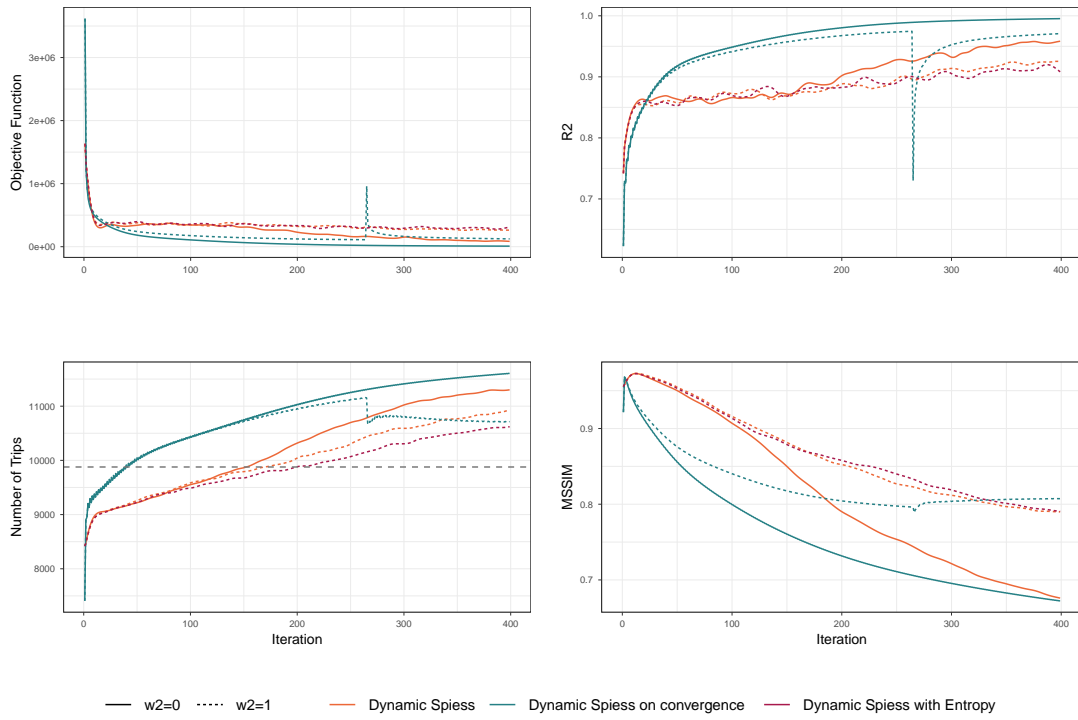 Objective Function
3e+06
2e+06
1e+06
0e+00
0
100
200
300
400
R2
1.0
0.9
0.8
0.7
0
100
200
300
400
Number of Trips
11000
10000
9000
8000
0
100
200
300
400
Iteration
MSSIM
0.9
0.8
0.7
0
100
200
300
400
Iteration
w2=0 w2=1 Dynamic Spiess Dynamic Spiess on convergence Dynamic Spiess with Entropy